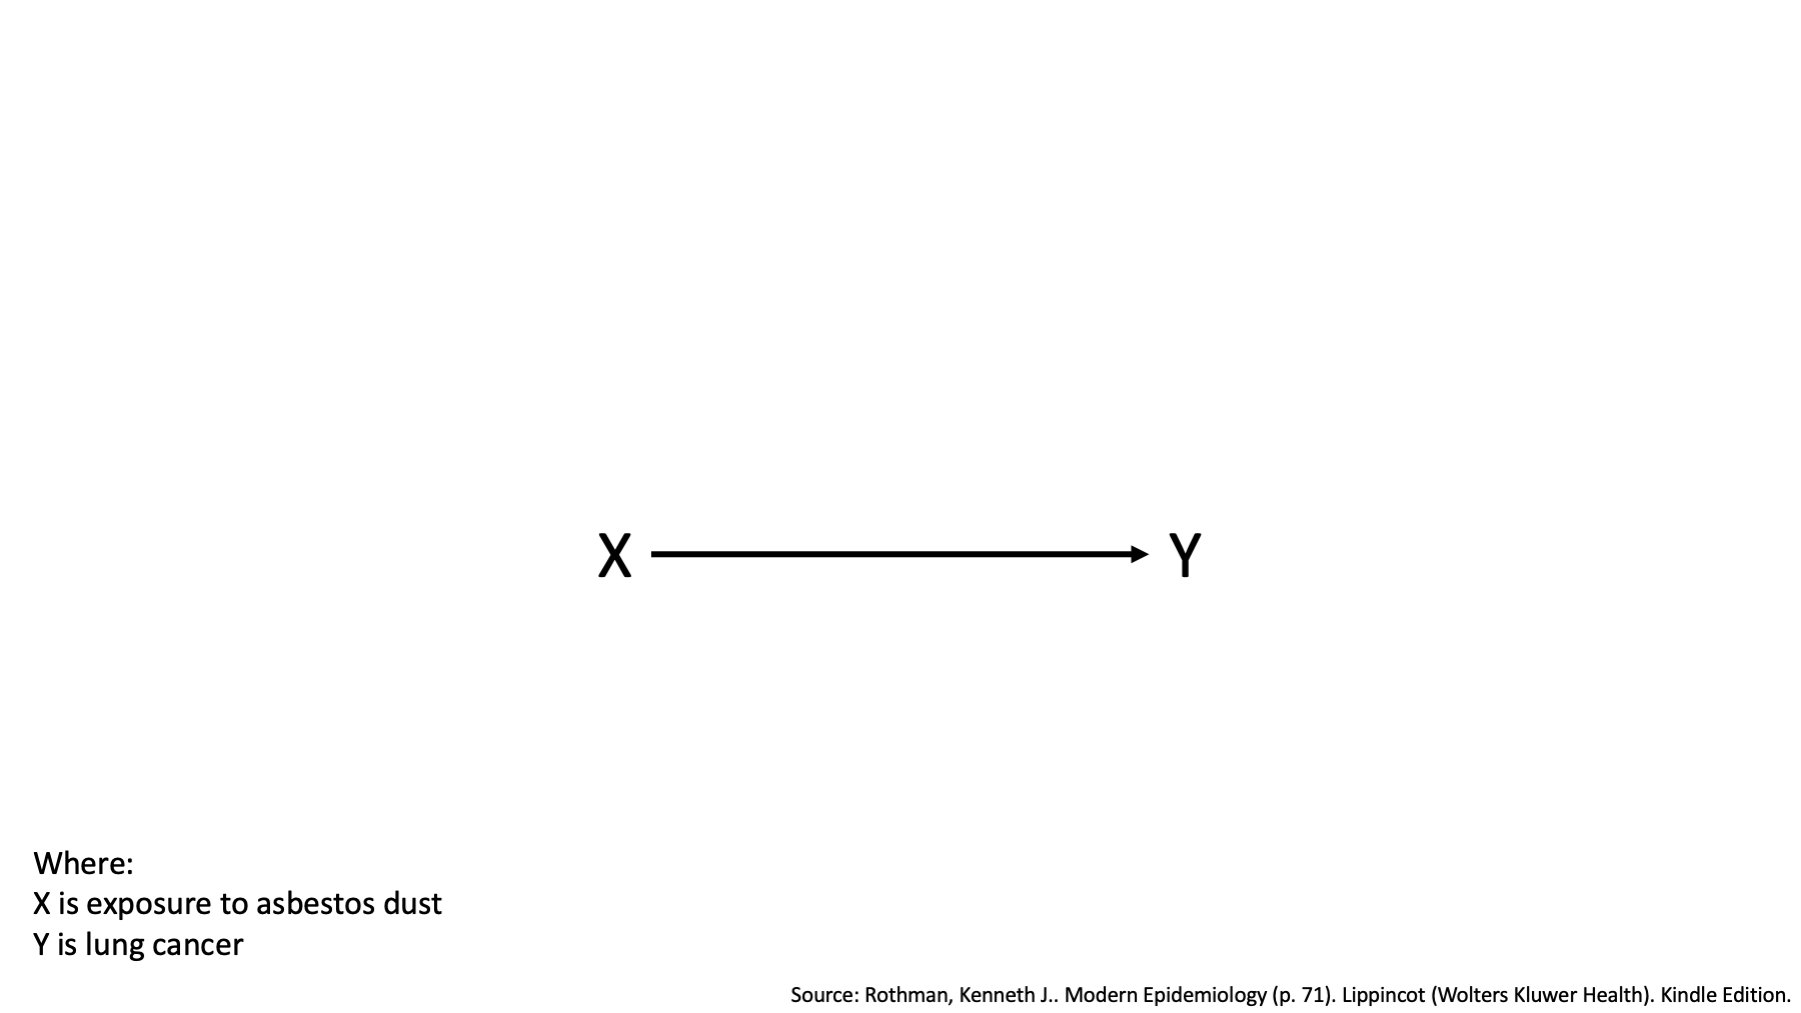 X Y
Where:
X is exposure to asbestos dust
Y is lung cancer
Source: Rothman, Kenneth J.. Modern Epidemiology (p. 71). Lippincot (Wolters Kluwer Health). Kindle Edition.